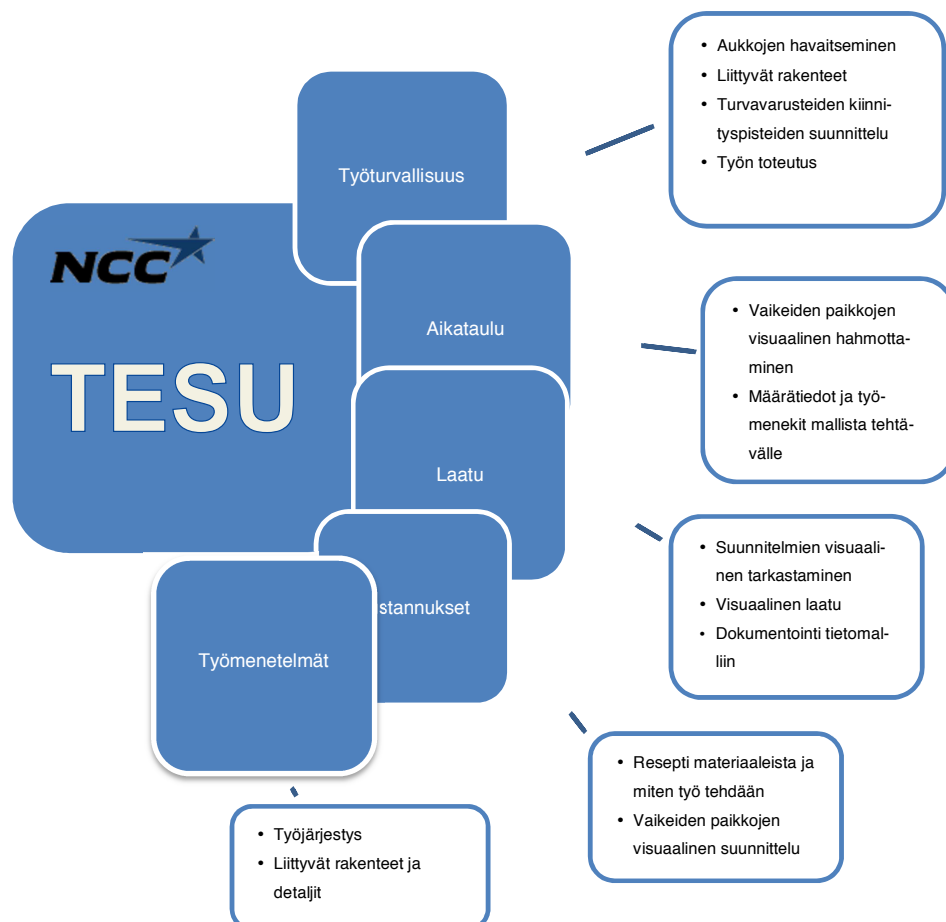 Työturvallisuus
• Aukkojen havaitseminen
• Liittyvät rakenteet
• Turvavarusteiden kiinni-
tyspisteiden suunnittelu
• Työn toteutus
NCC
TESU
Aikataulu
• Vaikeiden paikkojen
visuaalinen hahmotta-
minen
• Määrätiedot ja työ-
menekit mallista tehtä-
välle
Laatu
• Suunnitelmien visuaali-
nen tarkastaminen
• Visuaalinen laatu
• Dokumentointi tietomal-
liin
stannukset
• Resepti materiaaleista ja
miten työ tehdään
• Vaikeiden paikkojen
visuaalinen suunnittelu
Työmenetelmät
• Työjärjestys
• Liittyvät rakenteet ja
detaljit